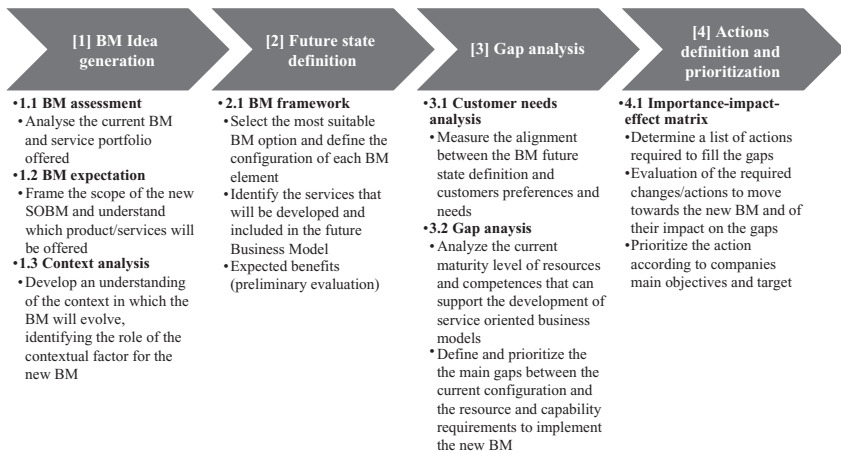 [1] BM Idea
generation
•1.1 BM assessment
•Analyse the current BM
and service portfolio
offered
•1.2 BM expectation
•Frame the scope of the new
SOBM and understand
which product/services will
be offered
•1.3 Context analysis
•Develop an understanding
of the context in which the
BM will evolve,
identifying the role of the
contextual factor for the
new BM
[2] Future state
definition
•2.1 BM framework
•Select the most suitable
BM option and define the
configuration of each BM
element
•Identify the services that
will be developed and
included in the future
Business Model
•Expected benefits
(preliminary evaluation)
[3] Gap analysis
•3.1 Customer needs
analysis
•Measure the alignment
between the BM future
state definition and
customers preferences and
needs
•3.2 Gap anaysis
•Analyze the current
maturity level of resources
and competences that can
support the development of
service oriented business
models
•Define and prioritize the
the main gaps between the
current configuration and
the resource and capability
requirements to implement
the new BM
[4] Actions
definition and
prioritization
•4.1 Importance-impact-
effect matrix
•Determine a list of actions
required to fill the gaps
•Evaluation of the required
changes/actions to move
towards the new BM and of
their impact on the gaps
•Prioritize the action
according to companies
main objectives and target